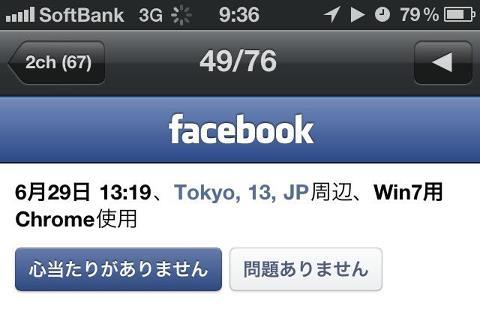 SoftBank 3G 9:36 79%
2ch (67) 49/76
facebook
6月29日 13:19、Tokyo, 13, JP周辺、Win7用
Chrome使用
心当たりがありません 問題ありません